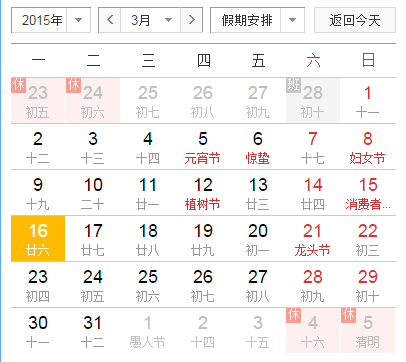 2015年 3月 假期安排 返回今天
一 二 三 四 五 六 日
休 休 班
23 24 25 26 27 28 1
初五 初六 初七 初八 初九 初十 十一
2 3 4 5 6 7 8
十二 十三 十四 元宵节 惊蛰 十七 妇女节
9 10 11 12 13 14 15
十九 二十 廿一 植树节 廿三 廿四 消费者...
16 17 18 19 20 21 22
廿六 廿七 廿八 廿九 初一 龙头节 初三
23 24 25 26 27 28 29
初四 初五 初六 初七 初八 初九 初十
休 休
30 31 1 2 3 4 5
十一 十二 愚人节 十四 十五 十六 清明